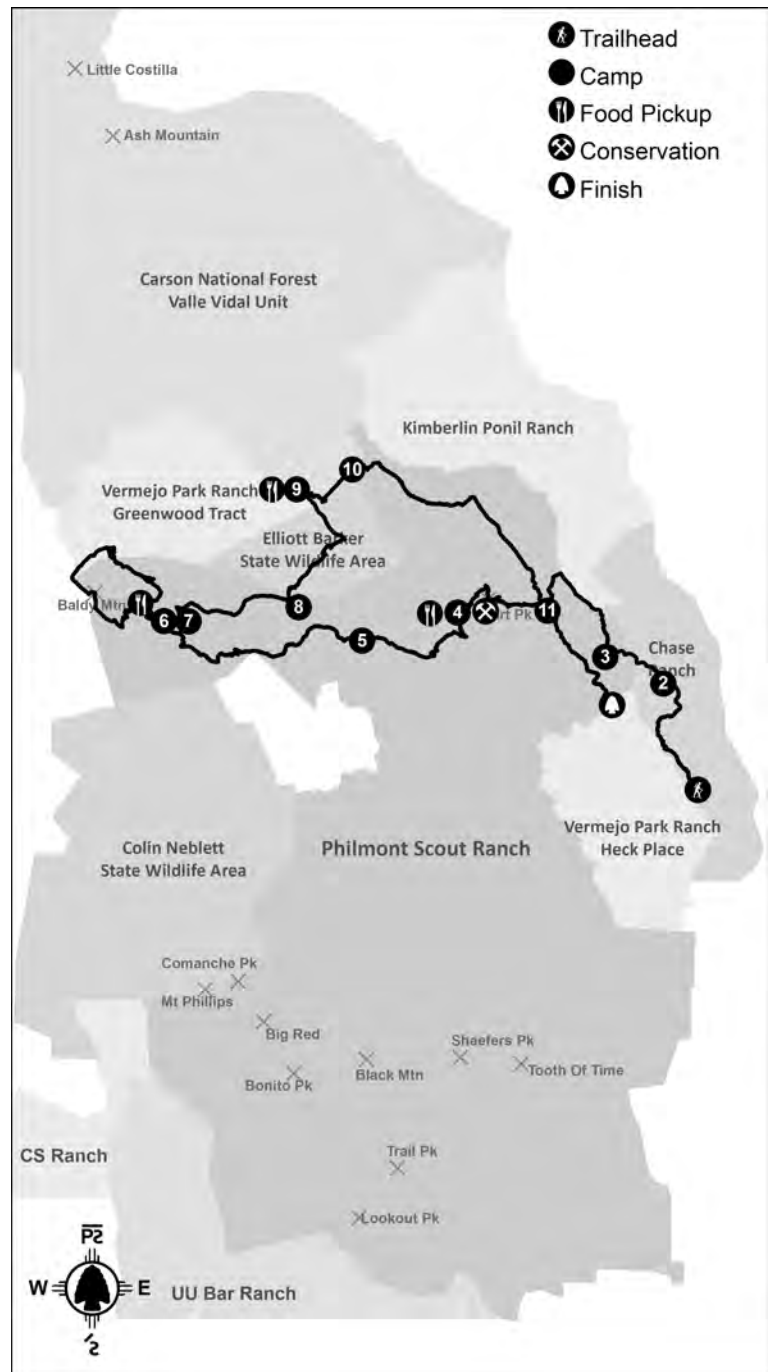 Trailhead
Camp
Food Pickup
Conservation
Finish
Little Costilla
Ash Mountain
Carson National Forest
Valle Vidal Unit
Kimberlin Ponil Ranch
10
Vermejo Park Ranch
Greenwood Tract
9
Elliott Barker
State Wildlife Area
Baldy Mtn
6
7
8
4
11
5
3
Chase
Ranch
2
Vermejo Park Ranch
Heck Place
Colin Neblett
State Wildlife Area
Philmont Scout Ranch
Comanche Pk
Mt Phillips
Big Red
Bonito Pk
Black Mtn
Shaefers Pk
Tooth Of Time
Trail Pk
Lookout Pk
CS Ranch
W
E
UU Bar Ranch